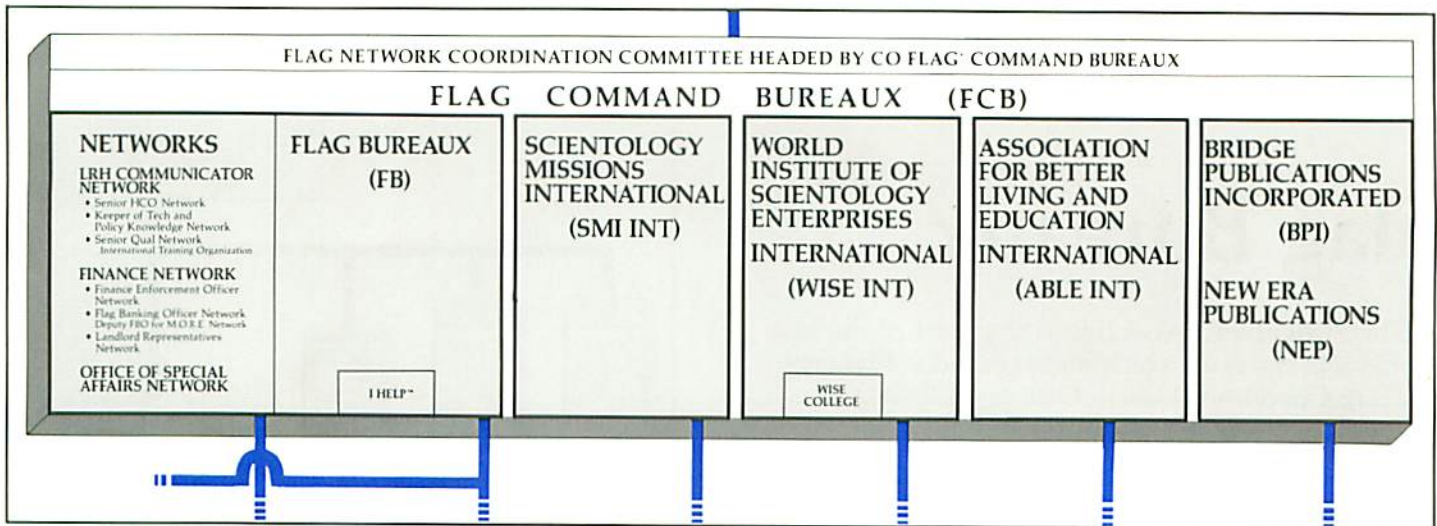 FLAG NETWORK COORDINATION COMMITTEE HEADED BY CO FLAG* COMMAND BUREAUX
FLAG COMMAND BUREAUX (FCB)
NETWORKS
LRH COMMUNICATOR
NETWORK
• Senior HCO Network
• Keeper of Tech and
Policy Knowledge Network
• Senior Qual Network
International Training Organization
FINANCE NETWORK
• Finance Enforcement Officer
Network
• Flag Banking Officer Network
Deputy FBO for M.O.R.E. Network
• Landlord Representatives
Network
OFFICE OF SPECIAL
AFFAIRS NETWORK
FLAG BUREAUX
(FB)
I HELP™
SCIENTOLOGY
MISSIONS
INTERNATIONAL
(SMI INT)
WORLD
INSTITUTE OF
SCIENTOLOGY
ENTERPRISES
INTERNATIONAL
(WISE INT)
WISE
COLLEGE
ASSOCIATION
FOR BETTER
LIVING AND
EDUCATION
INTERNATIONAL
(ABLE INT)
BRIDGE
PUBLICATIONS
INCORPORATED
(BPI)
NEW ERA
PUBLICATIONS
(NEP)